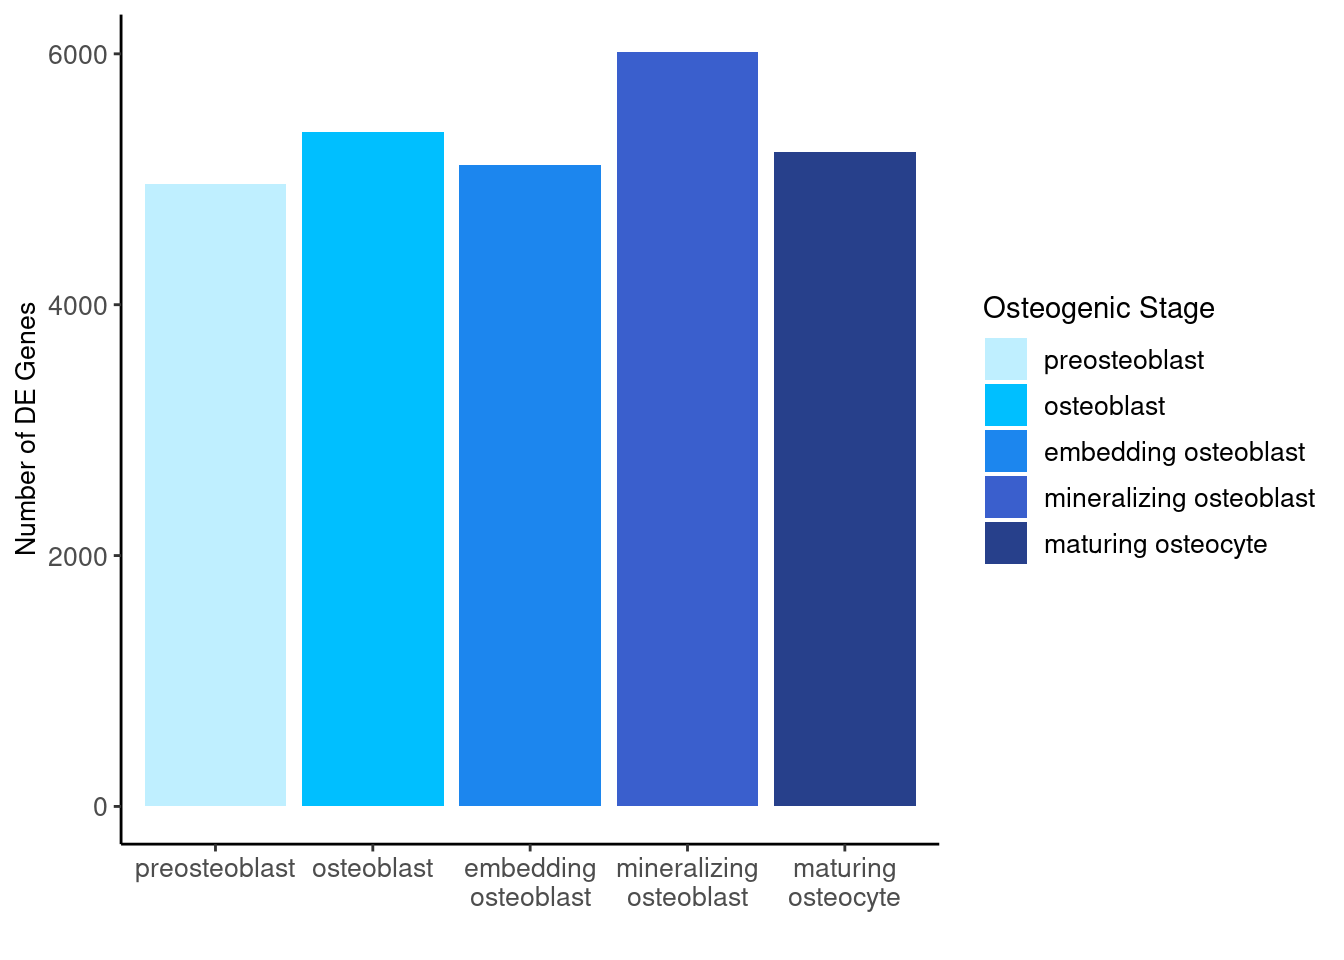 Number of DE Genes
6000
4000
2000
0
preosteoblast
osteoblast
embedding
osteoblast
mineralizing
osteoblast
maturing
osteocyte
Osteogenic Stage
preosteoblast
osteoblast
embedding osteoblast
mineralizing osteoblast
maturing osteocyte